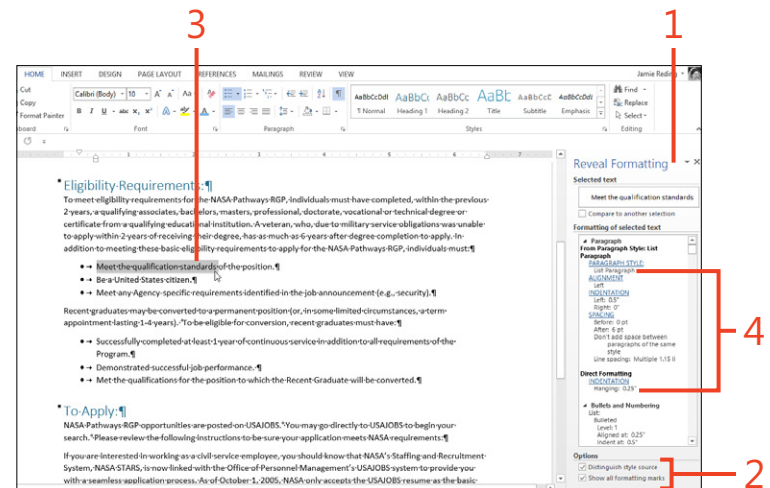 3
1
HOME INSERT DESIGN PAGE LAYOUT REFERENCES MAILINGS REVIEW VIEW Jamie Reding
Cut
Copy
Format Painter
Calibri (Body) 10
B I U abc
AaBbCcDdI AaBbCc AaBbCc AaBb AaBbCcC AaBbCcDdI
¶ Normal Heading 1 Heading 2 Title Subtitle Emphasis
Find
Replace
Select
board Font Paragraph Styles Editing
1 2 3 4 5 6 7
Reveal Formatting
Selected text
Meet the qualification standards
Compare to another selection
Formatting of selected text
Paragraph
From Paragraph Style: List
Paragraph
PARAGRAPH STYLE:
List Paragraph
ALIGNMENT
Left
INDENTATION
Left: 0.5"
Right: 0"
SPACING
Before: 0 pt
After: 6 pt
Don't add space between
paragraphs of the same
style
Line spacing: Multiple 1.15 li
Direct Formatting
INDENTATION
Hanging: 0.25"
Bullets and Numbering
List:
Bulleted
Level: 1
Aligned at: 0.25"
Indent at: 0.5"
Options
Distinguish style source
Show all formatting marks
4
2
Eligibility·Requirements:¶
To·meet·eligibility·requirements·for·the·NASA·Pathways·RGP,·individuals·must·have·completed,·within·the·previous·
2·years,·a·qualifying·associates,·bachelors,·masters,·professional,·doctorate,·vocational·or·technical·degree·or·
certificate·from·a·qualifying·educational·institution.·A·veteran,·who,·due·to·military·service·obligations·was·unable·
to·apply·within·2·years·of·receiving·their·degree,·has·as·much·as·6·years·after·degree·completion·to·apply.·In·
addition·to·meeting·these·basic·eligibility·requirements·to·apply·for·the·NASA·Pathways·RGP,·individuals·must:¶
•→Meet·the·qualification·standards·of·the·position.¶
•→Be·a·United·States·citizen.¶
•→Meet·any·Agency-specific·requirements·identified·in·the·job·announcement·(e.g.,·security).¶
Recent·graduates·may·be·converted·to·a·permanent·position·(or,·in·some·limited·circumstances,·a·term·
appointment·lasting·1-4·years).·°To·be·eligible·for·conversion,·recent·graduates·must·have:¶
•→Successfully·completed·at·least·1·year·of·continuous·service·in·addition·to·all·requirements·of·the·
Program.¶
•→Demonstrated·successful·job·performance.·¶
•→Met·the·qualifications·for·the·position·to·which·the·Recent·Graduate·will·be·converted.¶
To·Apply:¶
NASA·Pathways·RGP·opportunities·are·posted·on·USAJOBS.°You·may·go·directly·to·USAJOBS·to·begin·your·
search.°Please·review·the·following·instructions·to·be·sure·your·application·meets·NASA·requirements:¶
If·you·are·interested·in·working·as·a·civil·service·employee,·you·should·know·that·NASA's·Staffing·and·Recruitment·
System,·NASA·STARS,·is·now·linked·with·the·Office·of·Personnel·Management's·USAJOBS·system·to·provide·you·
with·a·seamless·application·process.·As·of·October·1,·2005,·NASA·only·accepts·the·USAJOBS·resume·as·the·basic·